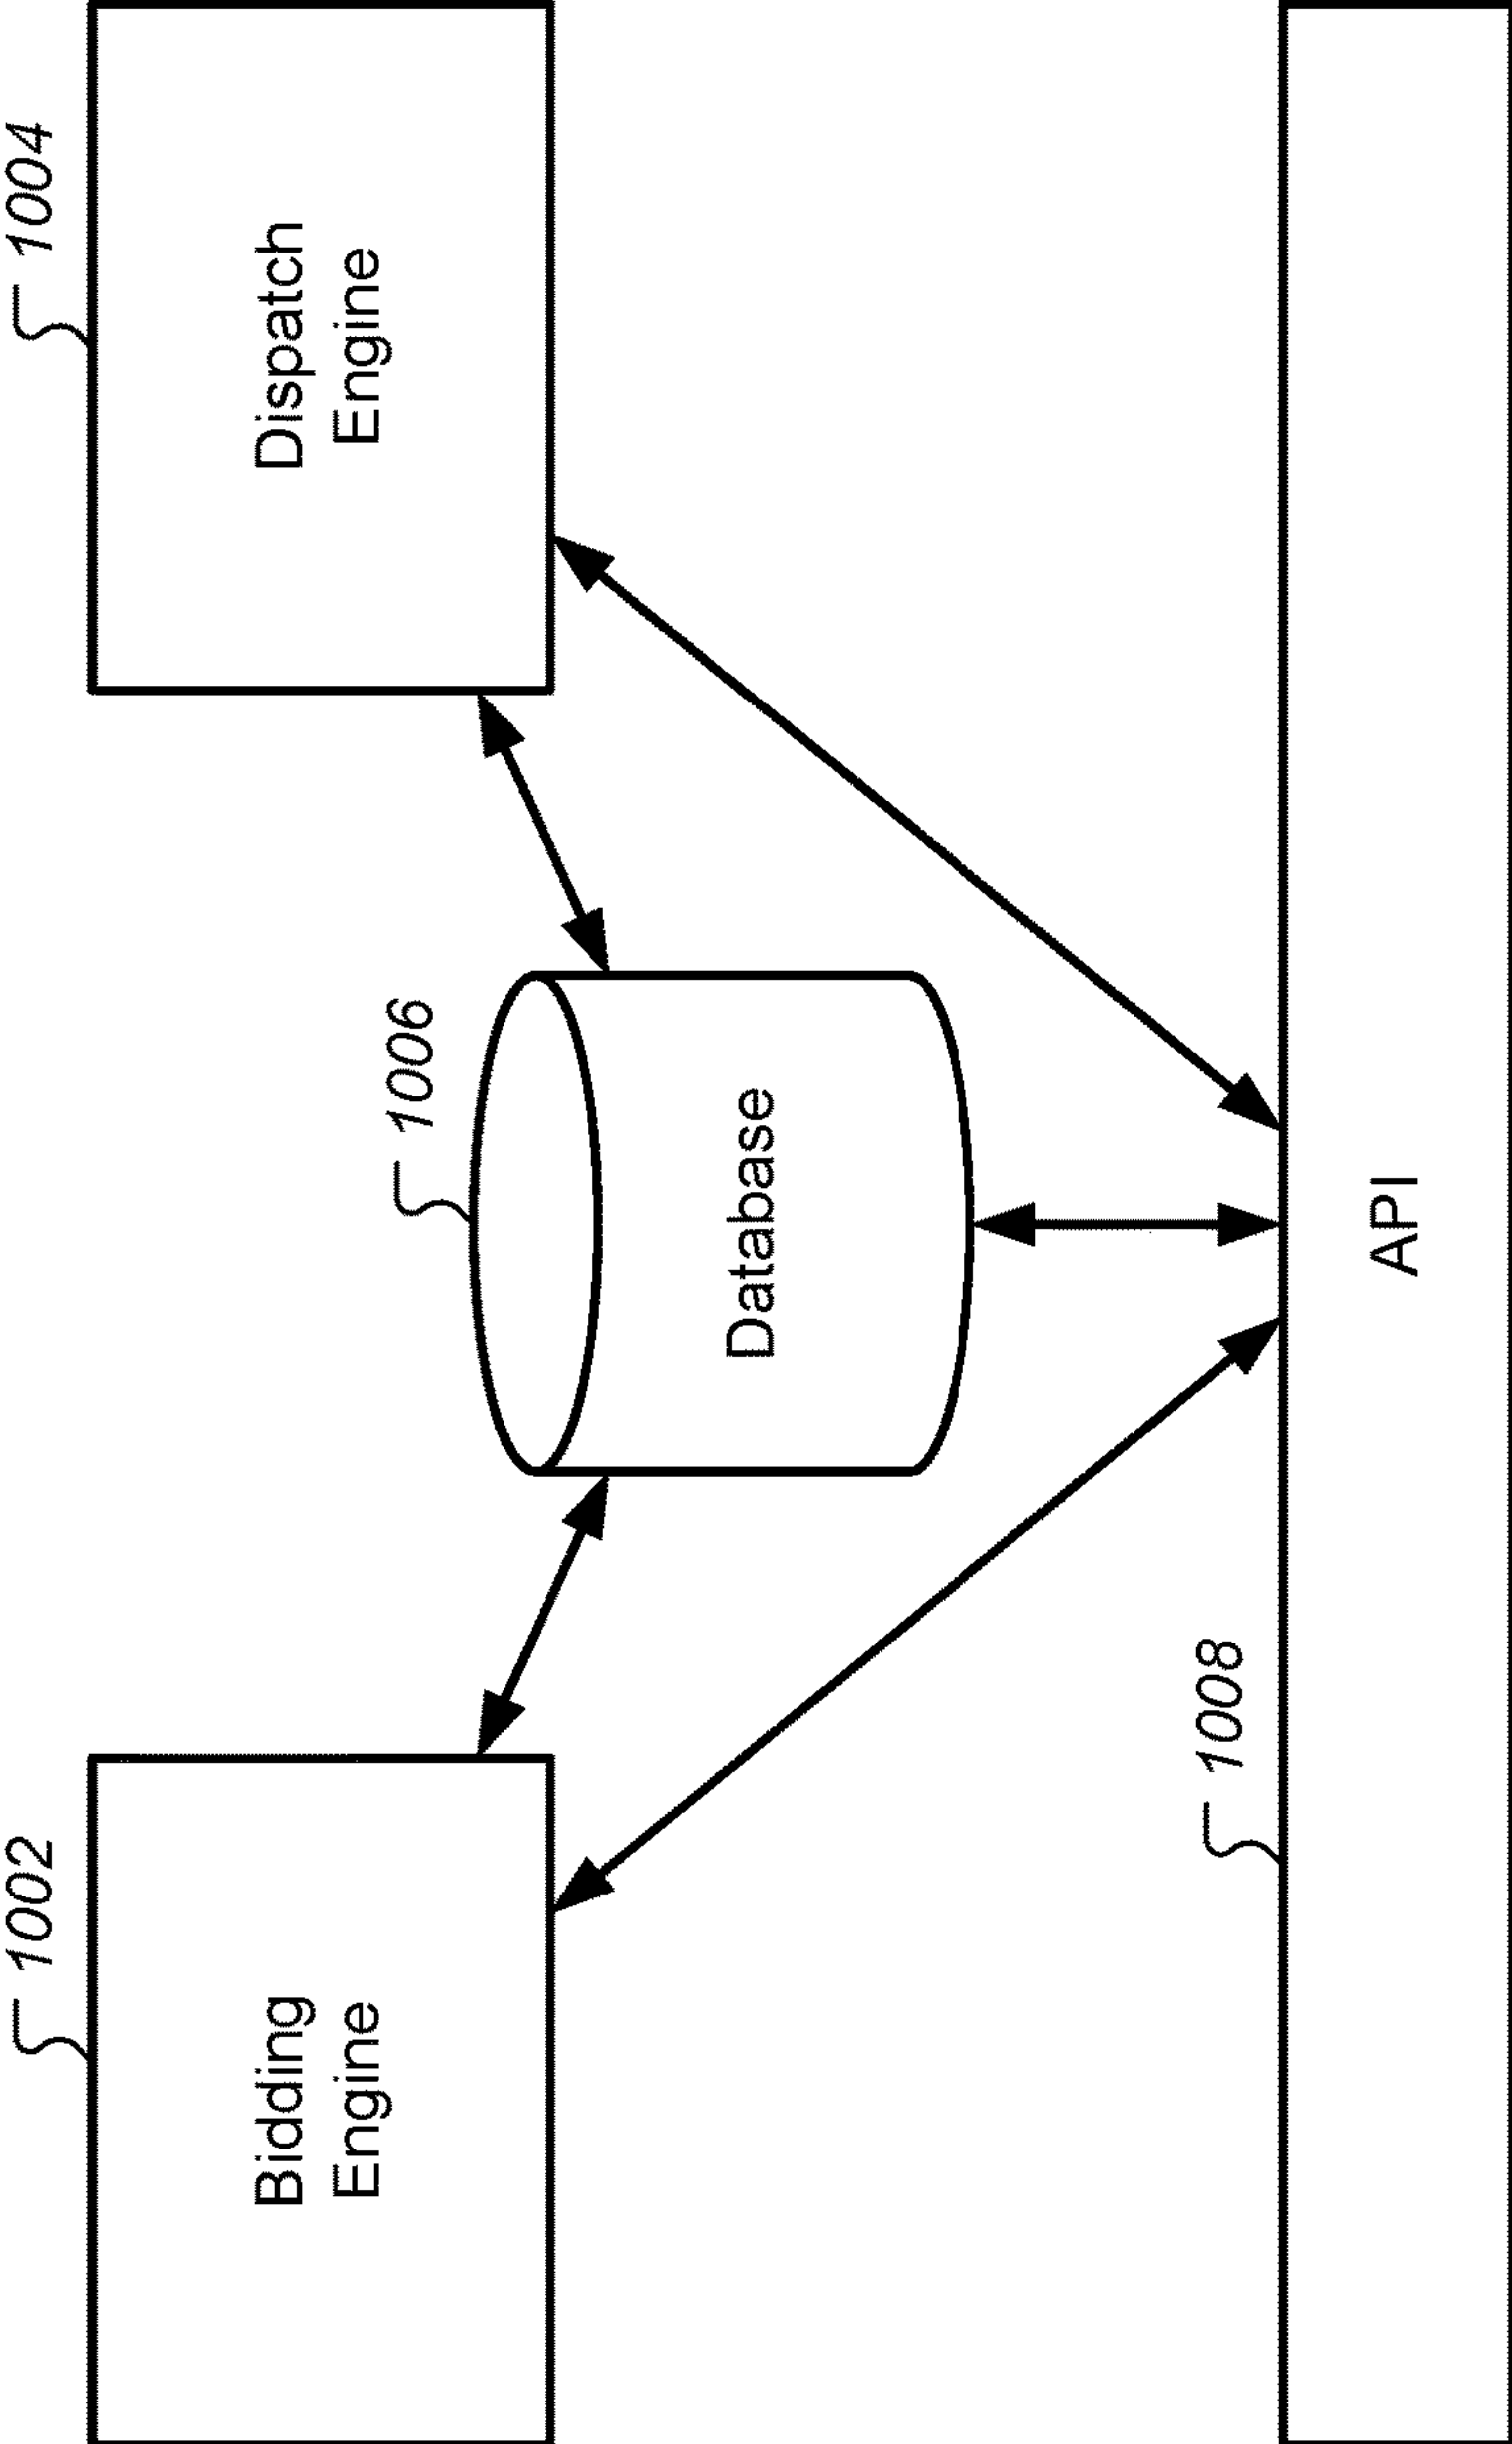 1002
Bidding
Engine
1004
Dispatch
Engine
1006
Database
1008
API